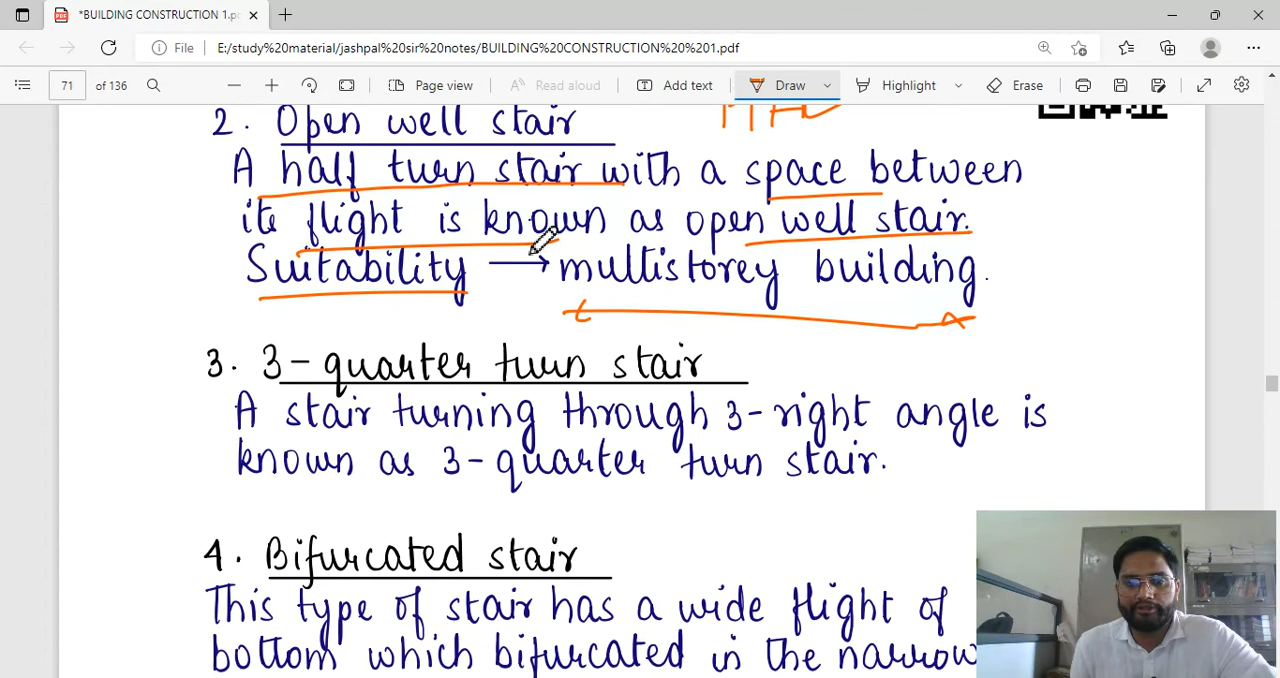 *BUILDING CONSTRUCTION 1.p
File E:/study%20material/jashpal%20sir%20notes/BUILDING%20CONSTRUCTION%20%201.pdf
71 of 136 Page view Read aloud Add text Draw Highlight Erase
2. Open well stair
A half turn stair with a space between
its flight is known as open well stair.
Suitability → multistorey building.
3. 3-quarter turn stair
A stair turning through 3-right angle is
known as 3-quarter turn stair.
4. Bifurcated stair
This type of stair has a wide flight of
bottom which bifurcated in the narrow